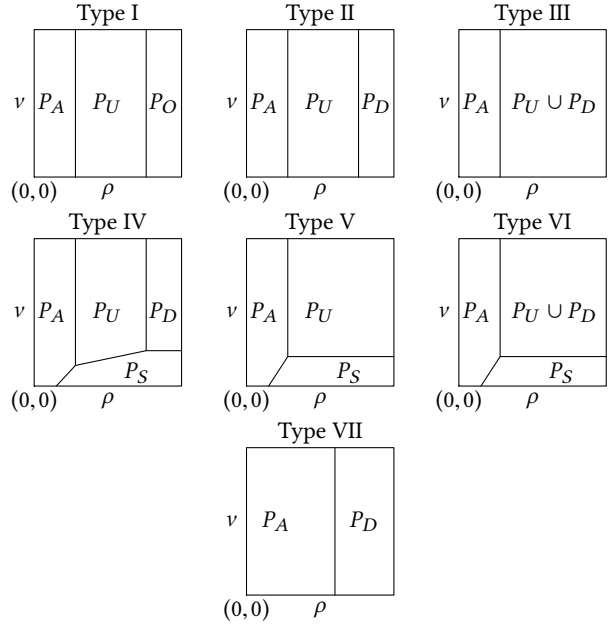 Type I Type II Type III
ν P_A P_U P_O ν P_A P_U P_D ν P_A P_U ∪ P_D
(0,0) ρ (0,0) ρ (0,0) ρ
Type IV Type V Type VI
ν P_A P_U P_D ν P_A P_U ν P_A P_U ∪ P_D
P_S P_S P_S
(0,0) ρ (0,0) ρ (0,0) ρ
Type VII
ν P_A P_D
(0,0) ρ